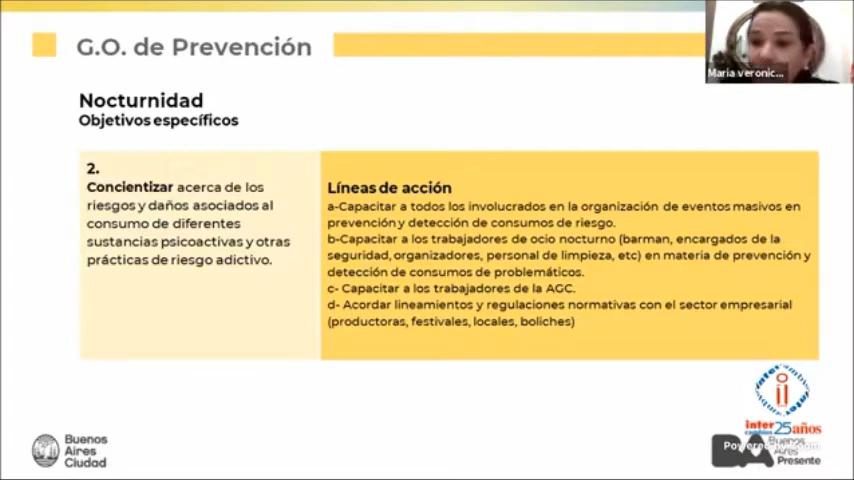 G.O. de Prevención
Maria veronic...
Nocturnidad
Objetivos específicos
2.
Concientizar acerca de los
riesgos y daños asociados al
consumo de diferentes
sustancias psicoactivas y otras
prácticas de riesgo adictivo.
Líneas de acción
a-Capacitar a todos los involucrados en la organización de eventos masivos en
prevención y detección de consumos de riesgo.
b-Capacitar a los trabajadores de ocio nocturno (barman, encargados de la
seguridad, organizadores, personal de limpieza, etc) en materia de prevención y
detección de consumos de problemáticos.
c- Capacitar a los trabajadores de la AGC.
d- Acordar lineamientos y regulaciones normativas con el sector empresarial
(productoras, festivales, locales, boliches)
inter
cambios 25 años
Buenos
Aires
Ciudad
BA
Buenos
Aires
Presente